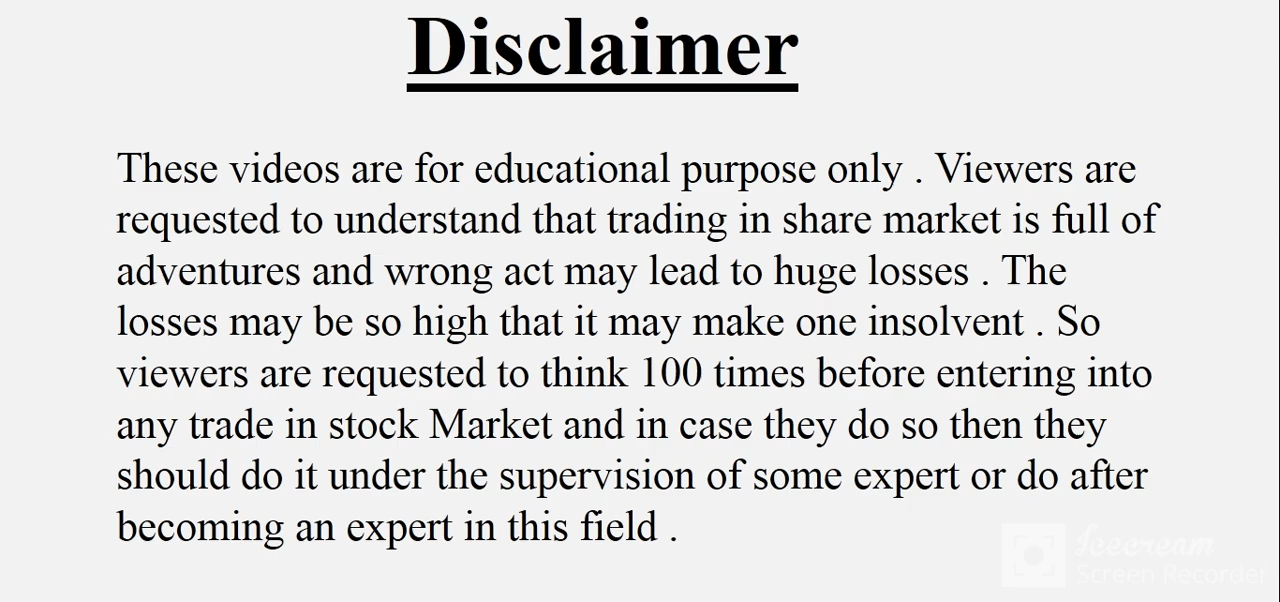 Disclaimer
These videos are for educational purpose only . Viewers are
requested to understand that trading in share market is full of
adventures and wrong act may lead to huge losses . The
losses may be so high that it may make one insolvent . So
viewers are requested to think 100 times before entering into
any trade in stock Market and in case they do so then they
should do it under the supervision of some expert or do after
becoming an expert in this field .
Icecream
Screen Recorder